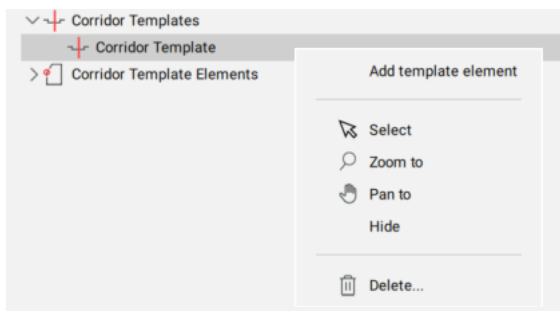 Corridor Templates
Corridor Template
Corridor Template Elements
Add template element
Select
Zoom to
Pan to
Hide
Delete...